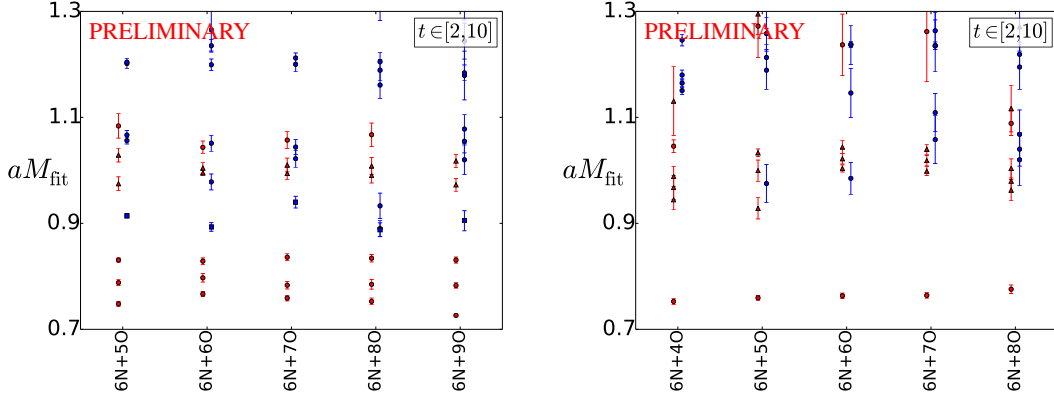 1.3
PRELIMINARY
t∈[2,10]
1.1
aM_fit
0.9
0.7
6N+5O
6N+6O
6N+7O
6N+8O
6N+9O
1.3
PRELIMINARY
t∈[2,10]
1.1
aM_fit
0.9
0.7
6N+4O
6N+5O
6N+6O
6N+7O
6N+8O